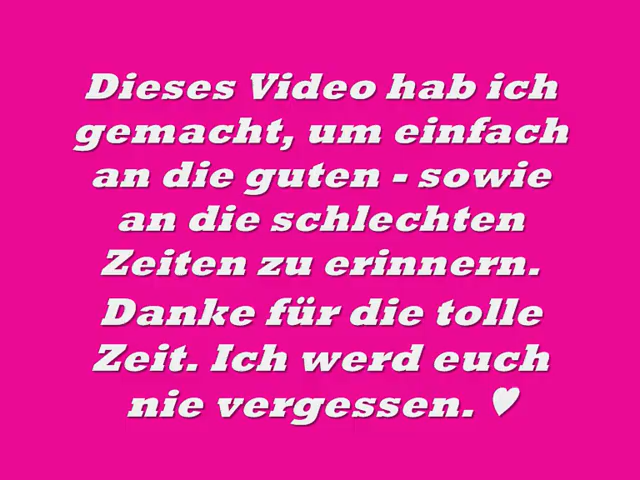 Dieses Video hab ich
gemacht, um einfach
an die guten - sowie
an die schlechten
Zeiten zu erinnern.
Danke für die tolle
Zeit. Ich werd euch
nie vergessen. ♥